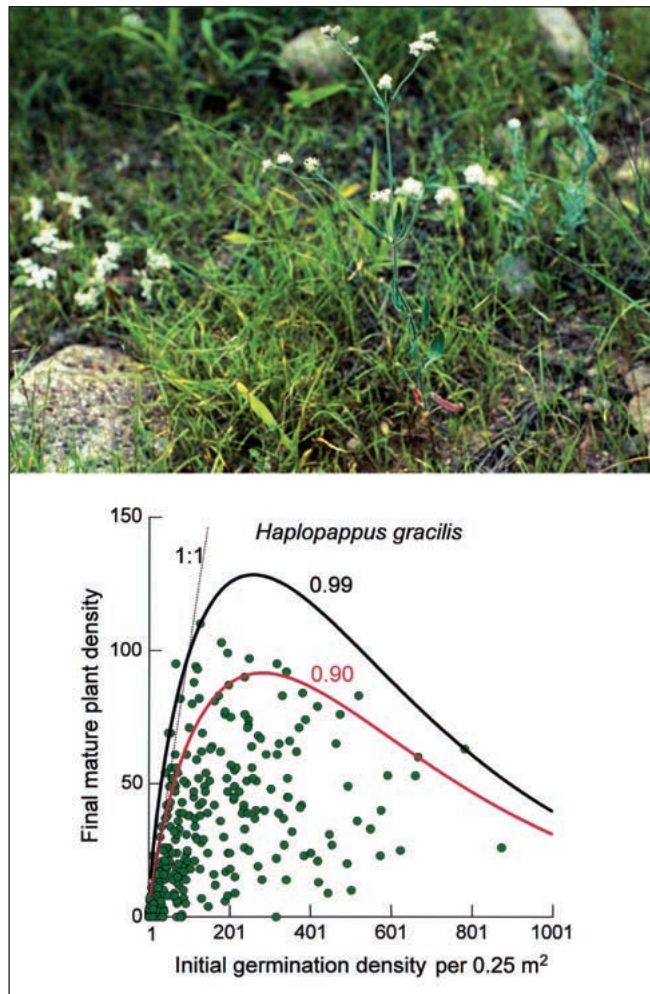 150
Haplopappus gracilis
1:1
0.99
100
0.90
50
0
1 201 401 601 801 1001
Final mature plant density
Initial germination density per 0.25 m²